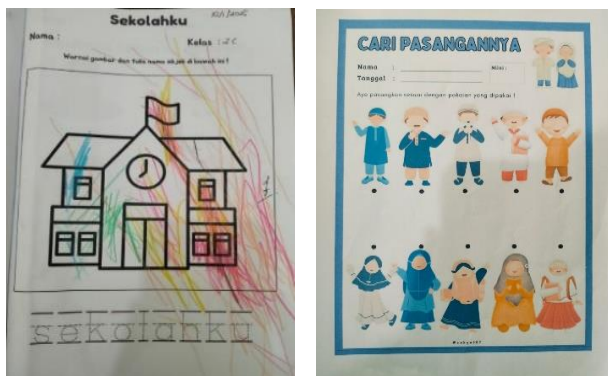 Sekolahku
Nama :
Kelas : 2C
Warnai gambar dan tulis nama objek di bawah ini !
sekolahku
CARI PASANGANNYA
Nama :
Nilai:
Tanggal :
Ayo pasangkan sesuai dengan pakaian yang dipakai !